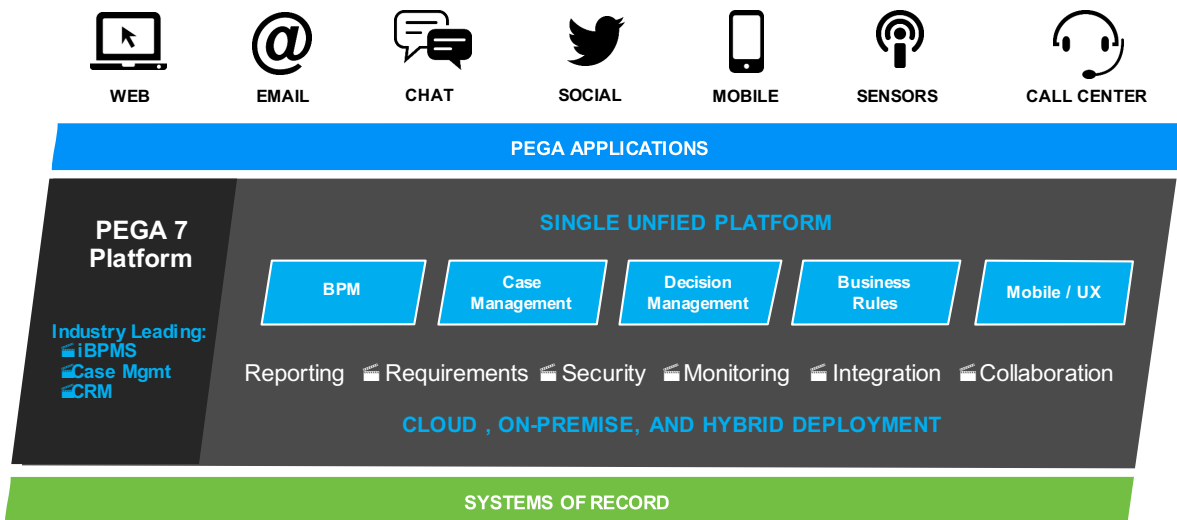 WEB EMAIL CHAT SOCIAL MOBILE SENSORS CALL CENTER
PEGA APPLICATIONS
PEGA 7
Platform
Industry Leading:
iBPMS
Case Mgmt
CRM
SINGLE UNFIED PLATFORM
BPM
Case
Management
Decision
Management
Business
Rules
Mobile / UX
Reporting Requirements Security Monitoring Integration Collaboration
CLOUD , ON-PREMISE, AND HYBRID DEPLOYMENT
SYSTEMS OF RECORD